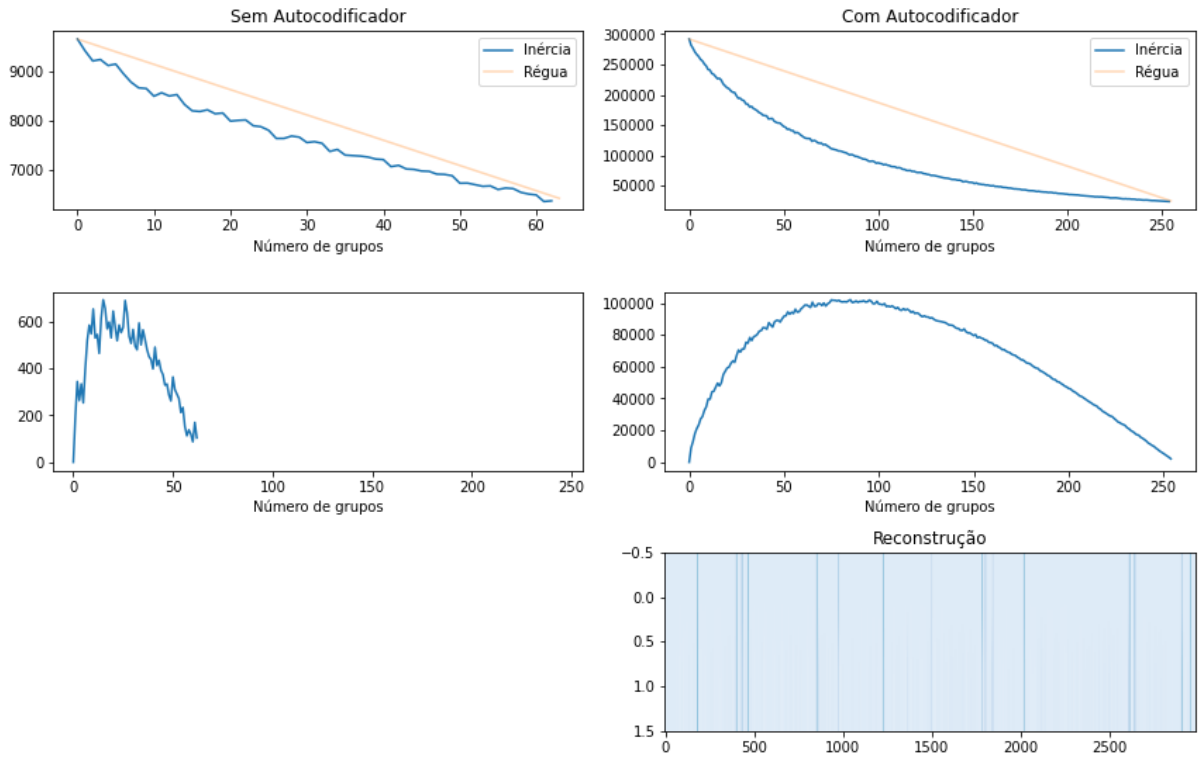 Sem Autocodificador
Inércia
Régua
9000
8000
7000
0 10 20 30 40 50 60
Número de grupos
Com Autocodificador
Inércia
Régua
300000
250000
200000
150000
100000
50000
0 50 100 150 200 250
Número de grupos
600
400
200
0
0 50 100 150 200 250
Número de grupos
100000
80000
60000
40000
20000
0
0 50 100 150 200 250
Número de grupos
Reconstrução
−0.5
0.0
0.5
1.0
1.5
0 500 1000 1500 2000 2500